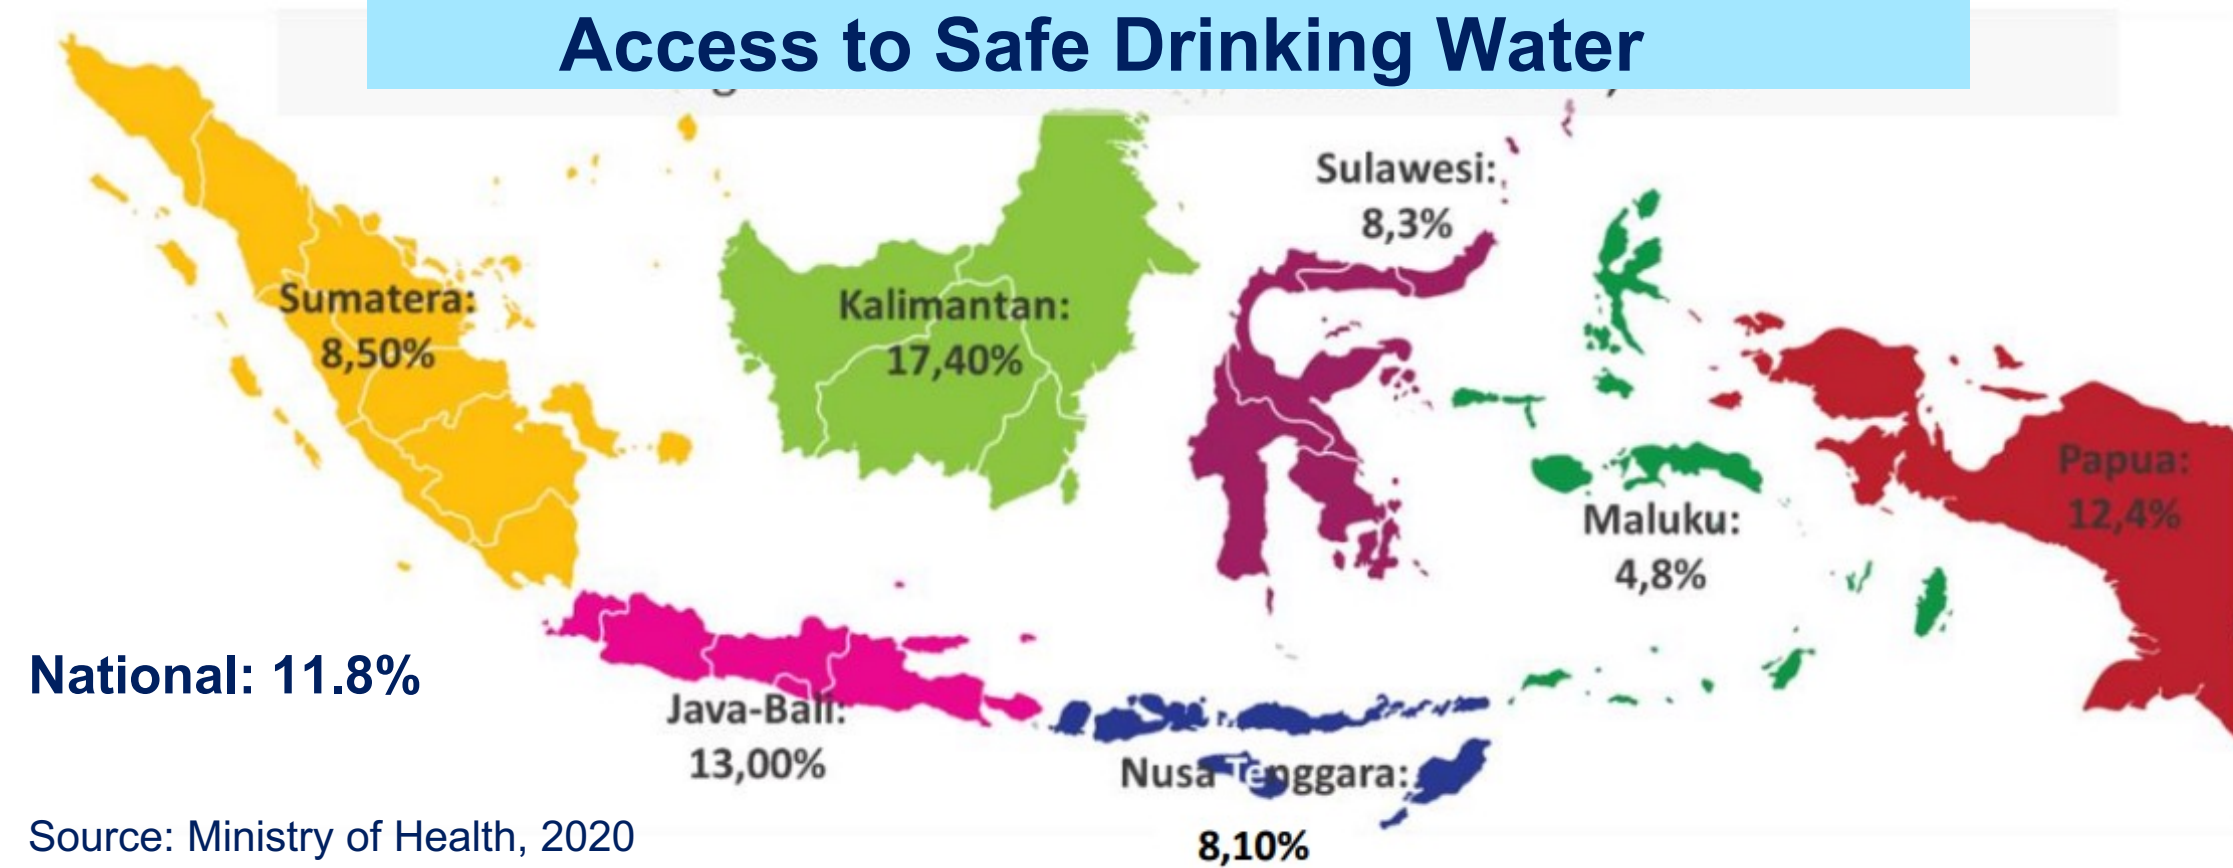 Access to Safe Drinking Water
Sulawesi:
8,3%
Sumatera:
8,50%
Kalimantan:
17,40%
Papua:
12,4%
Maluku:
4,8%
National: 11.8%
Java-Bali:
13,00%
Nusa Tenggara:
8,10%
Source: Ministry of Health, 2020